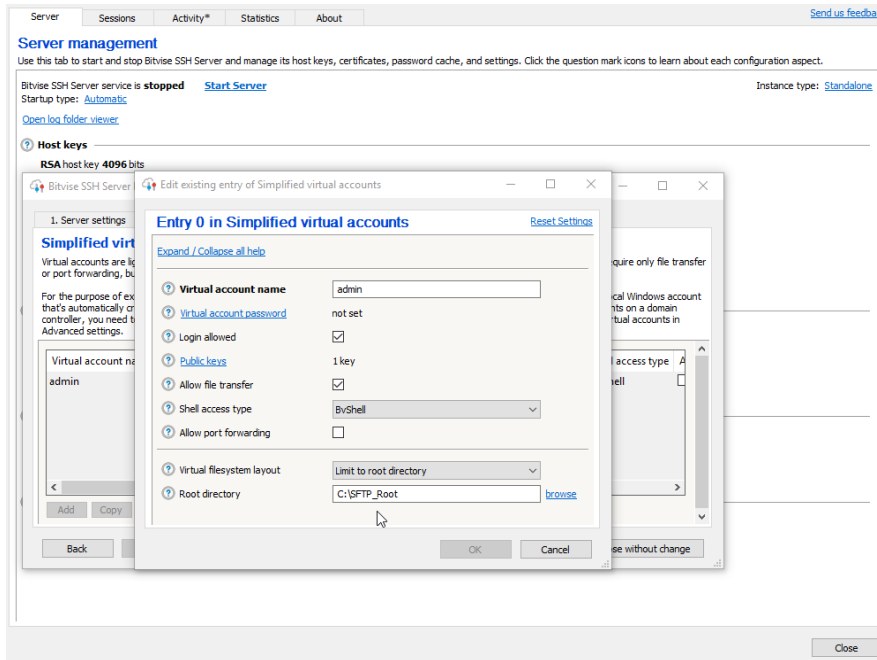 Server Sessions Activity* Statistics About Send us feedba
Server management
Use this tab to start and stop Bitvise SSH Server and manage its host keys, certificates, password cache, and settings. Click the question mark icons to learn about each configuration aspect.
Bitvise SSH Server service is stopped Start Server Instance type: Standalone
Startup type: Automatic
Open log folder viewer
Host keys
RSA host key 4096 bits
Bitvise SSH Server
Edit existing entry of Simplified virtual accounts
1. Server settings
Entry 0 in Simplified virtual accounts Reset Settings
Simplified virt
Virtual accounts are lig
quire only file transfer
or port forwarding, bu
For the purpose of ex
cal Windows account
that's automatically cr
nts on a domain
controller, you need t
rtual accounts in
Advanced settings.
Virtual account na
access type A
admin
ell
Add Copy
Back
se without change
Expand / Collapse all help
Virtual account name admin
Virtual account password not set
Login allowed
Public keys 1 key
Allow file transfer
Shell access type BvShell
Allow port forwarding
Virtual filesystem layout Limit to root directory
Root directory C:\SFTP_Root browse
OK Cancel
Close